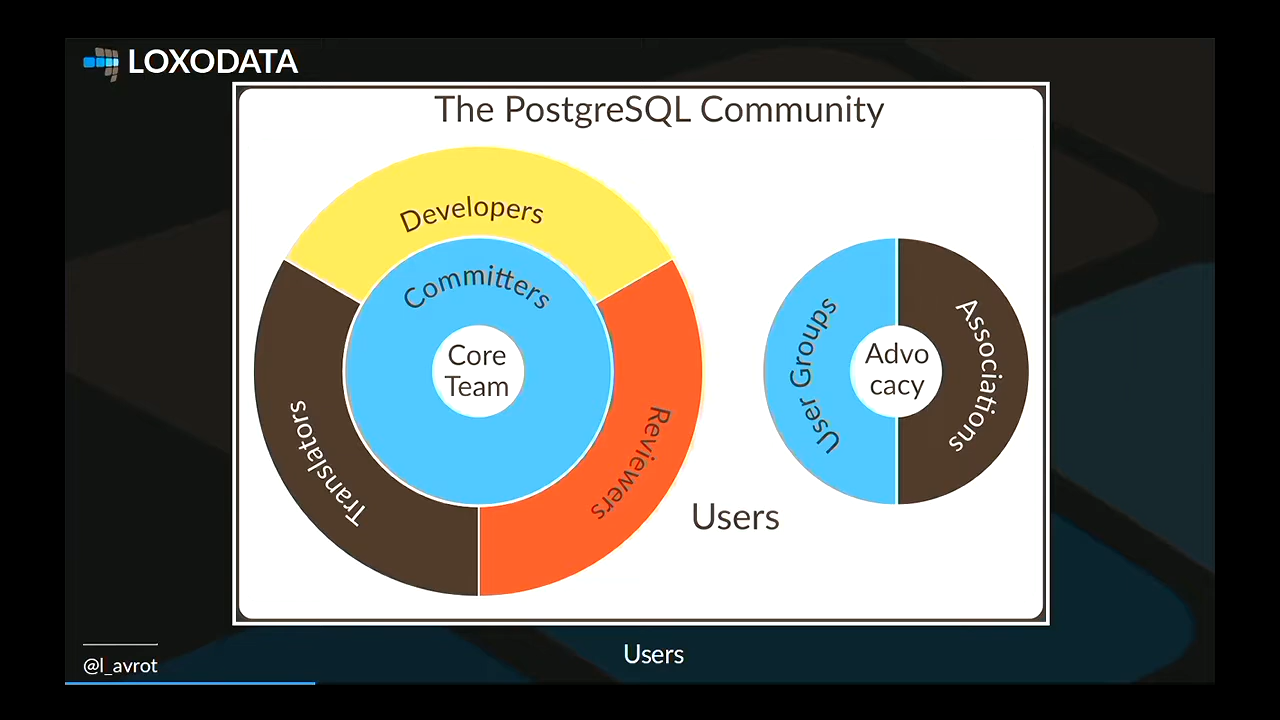 LOXODATA
The PostgreSQL Community
Developers
Committers
Core
Team
Translators
Reviewers
User Groups
Advo
cacy
Associations
Users
Users
@l_avrot